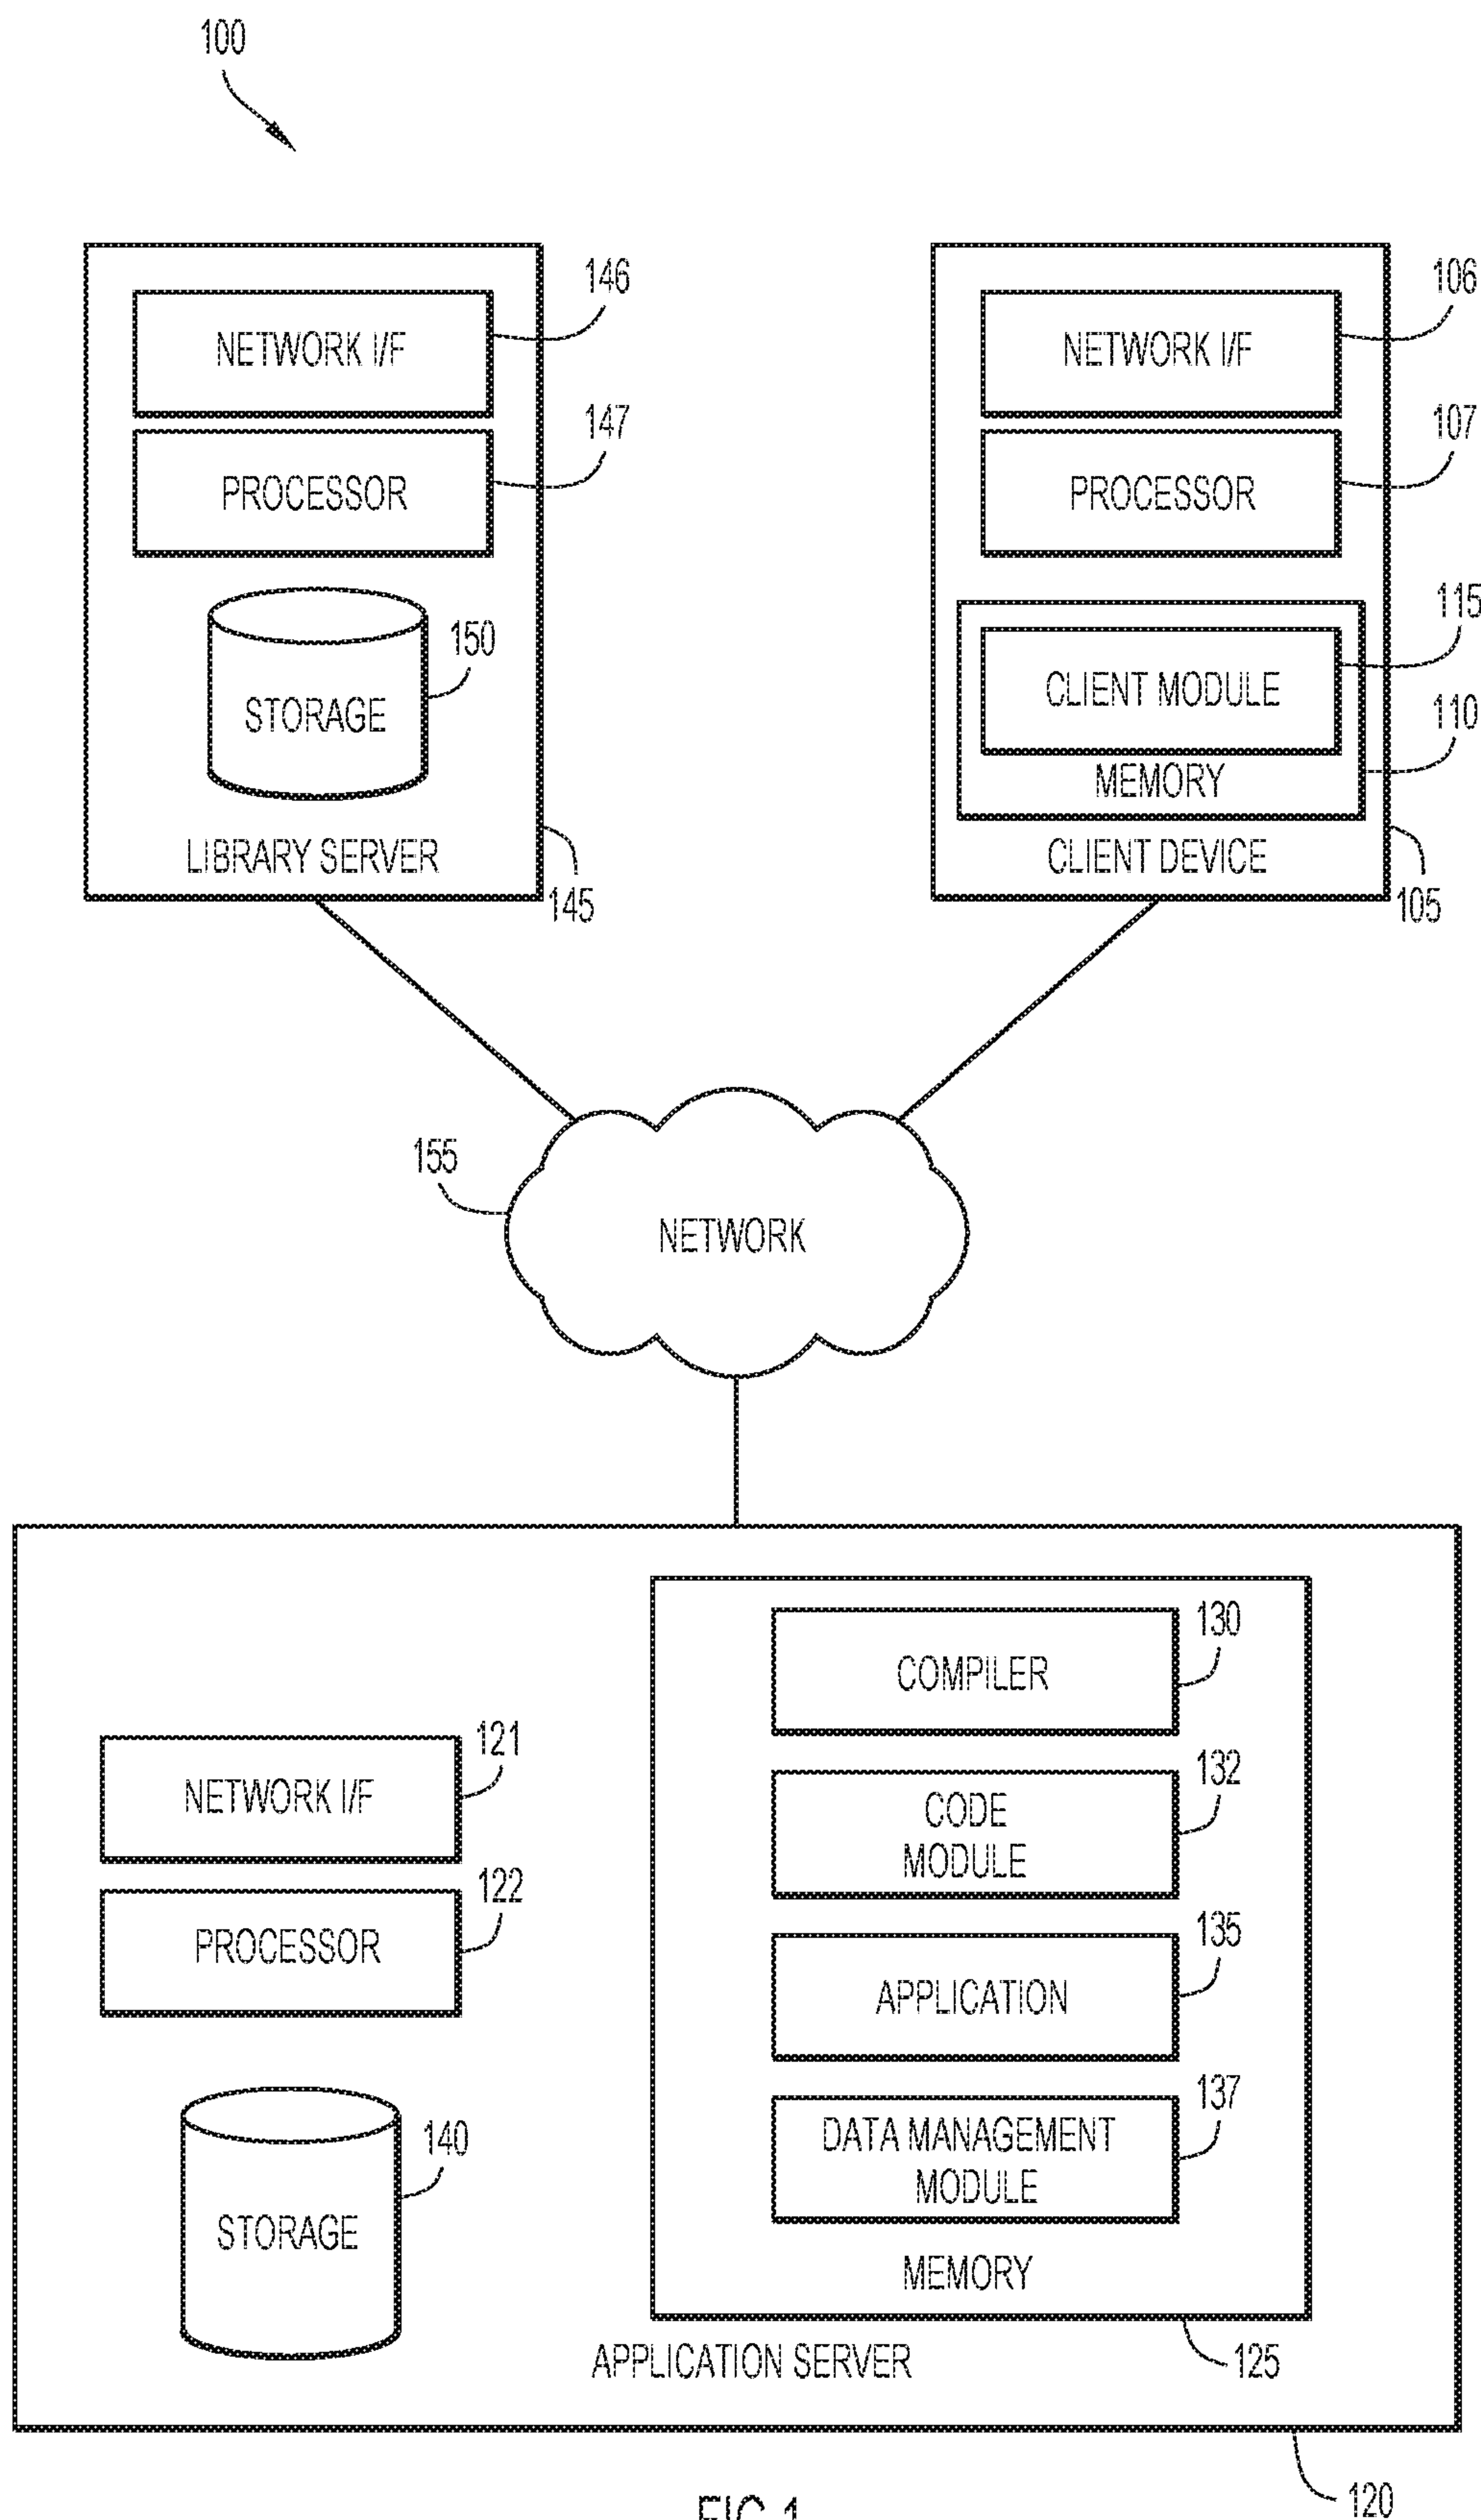 100
146
NETWORK I/F
147
PROCESSOR
150
STORAGE
LIBRARY SERVER
145
106
NETWORK I/F
107
PROCESSOR
115
CLIENT MODULE
110
MEMORY
CLIENT DEVICE
105
155
NETWORK
121
NETWORK I/F
122
PROCESSOR
140
STORAGE
130
COMPILER
132
CODE
MODULE
135
APPLICATION
137
DATA MANAGEMENT
MODULE
MEMORY
125
APPLICATION SERVER
120
FIG.1